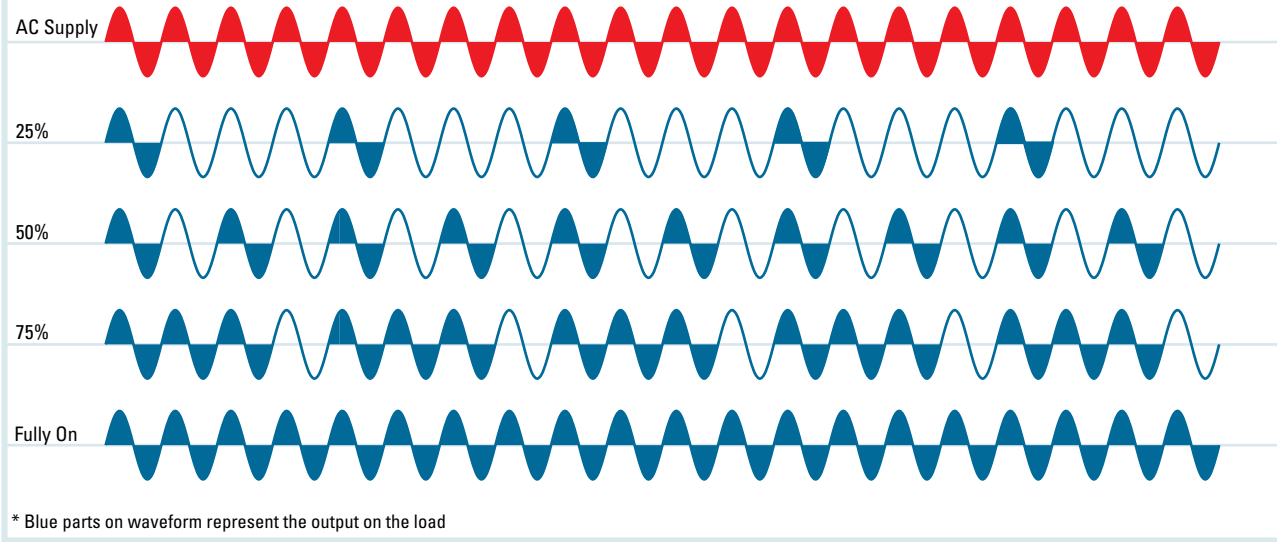 AC Supply
25%
50%
75%
Fully On
* Blue parts on waveform represent the output on the load